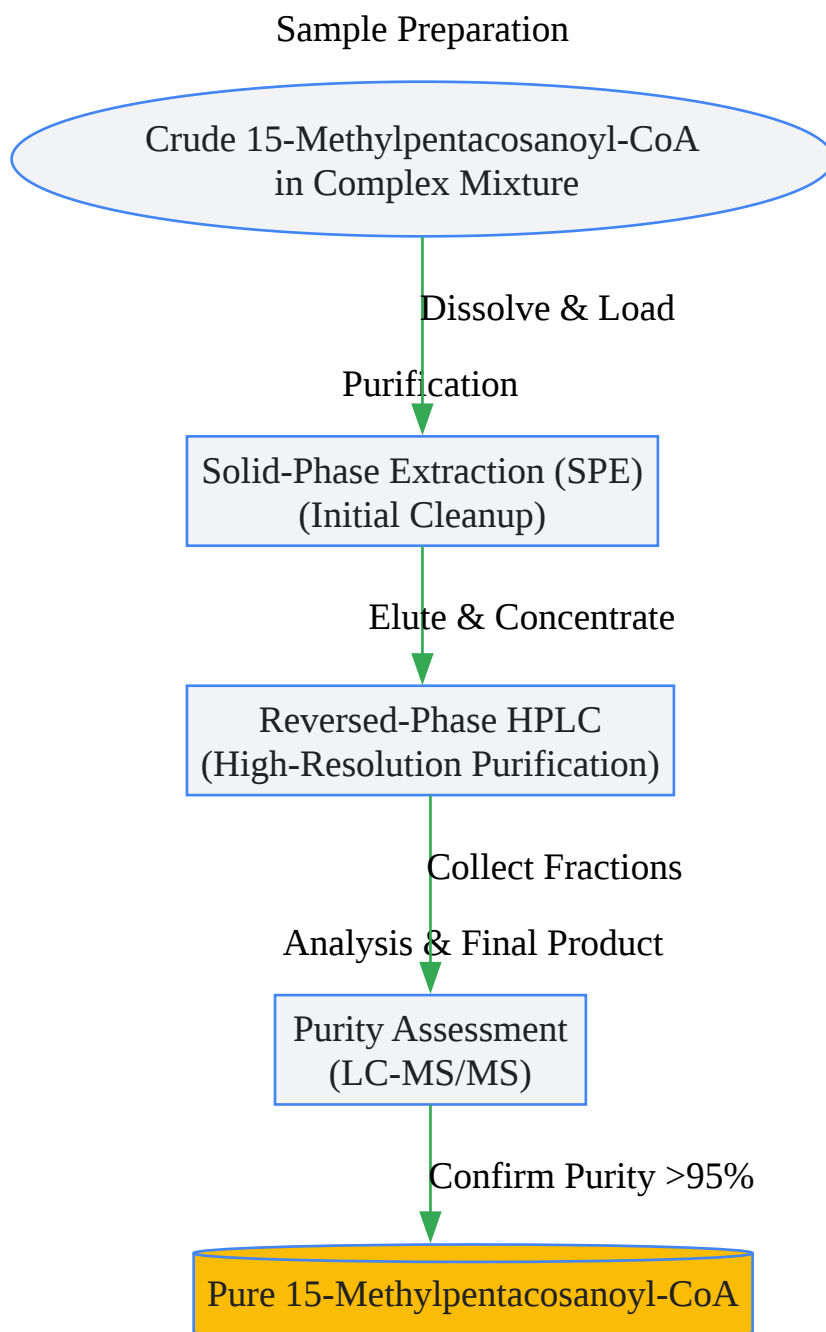 Sample Preparation
Crude 15-Methylpentacosanoyl-CoA
in Complex Mixture
Dissolve & Load
Purification
Solid-Phase Extraction (SPE)
(Initial Cleanup)
Elute & Concentrate
Reversed-Phase HPLC
(High-Resolution Purification)
Collect Fractions
Analysis & Final Product
Purity Assessment
(LC-MS/MS)
Confirm Purity >95%
Pure 15-Methylpentacosanoyl-CoA